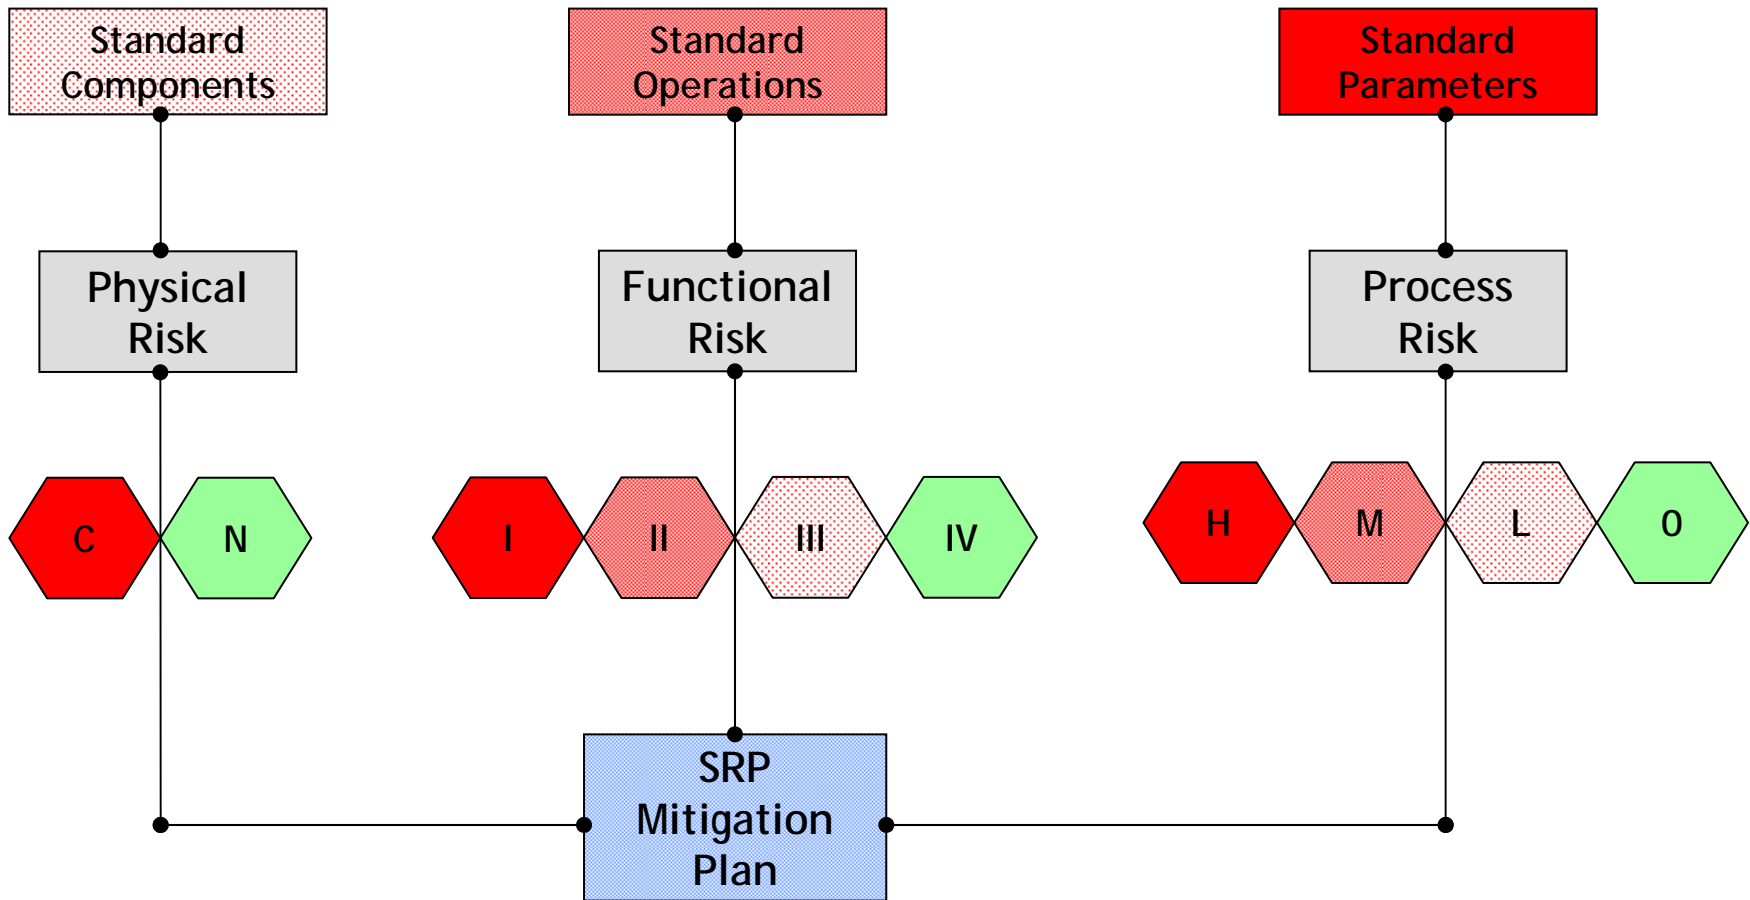 Standard
Components
Standard
Operations
Standard
Parameters
Physical
Risk
Functional
Risk
Process
Risk
C
N
I
II
III
IV
H
M
L
O
SRP
Mitigation
Plan